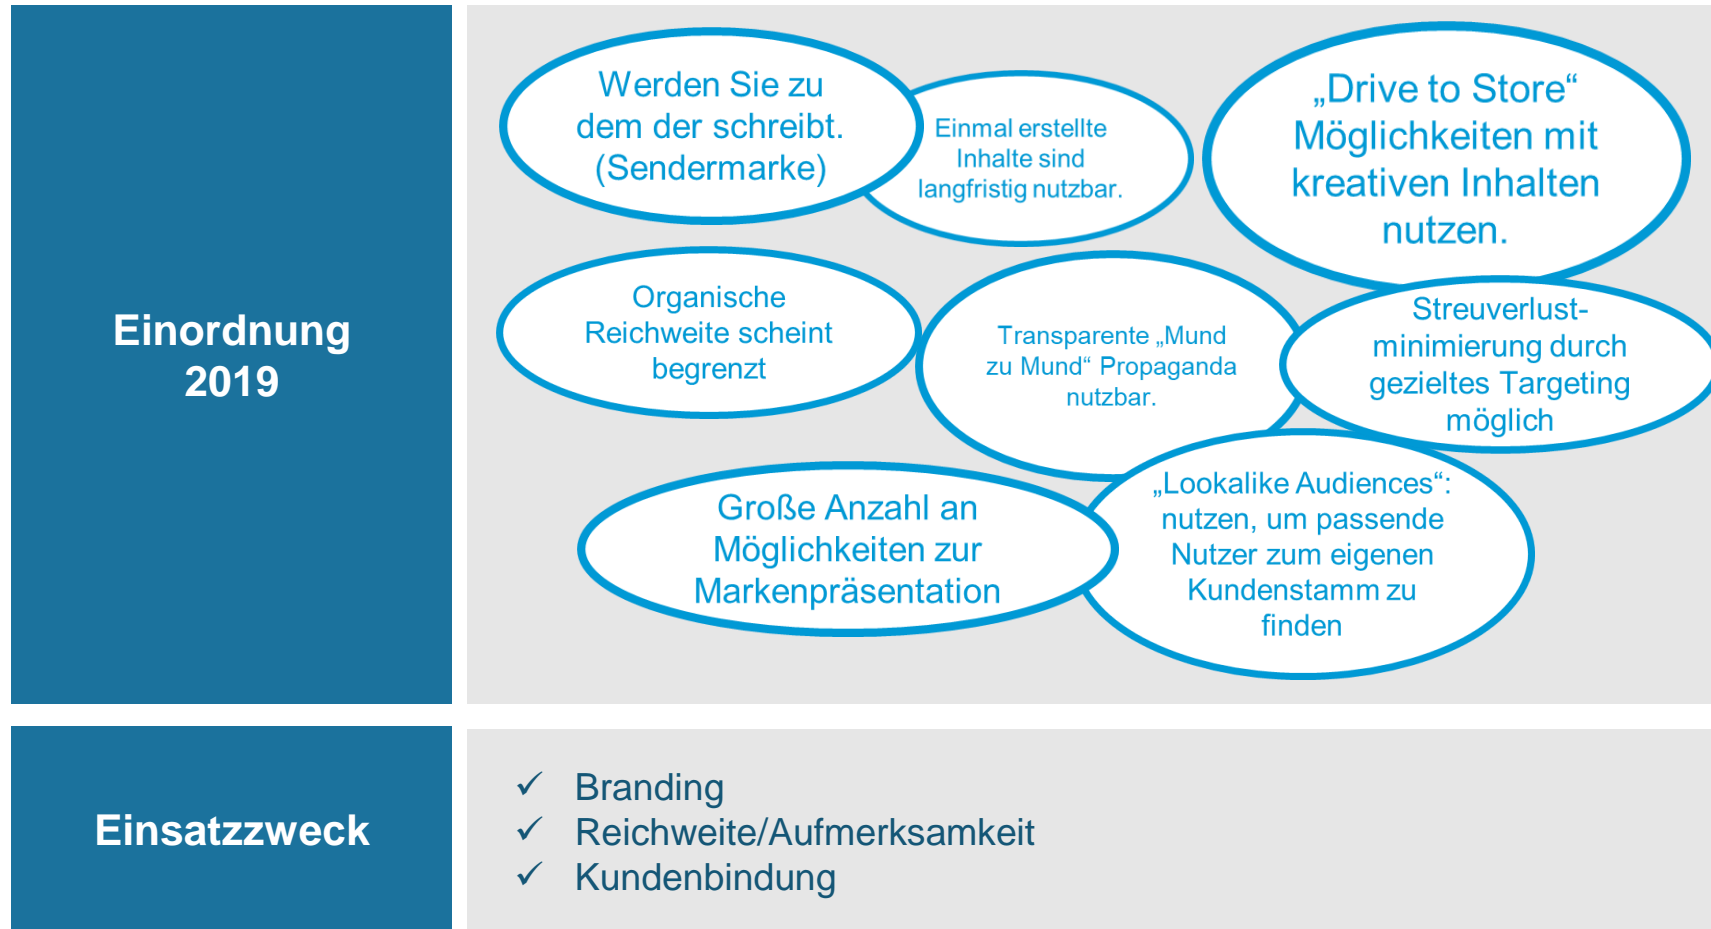 Einordnung
2019
Werden Sie zu
dem der schreibt.
(Sendermarke)
Einmal erstellte
Inhalte sind
langfristig nutzbar.
„Drive to Store“
Möglichkeiten mit
kreativen Inhalten
nutzen.
Organische
Reichweite scheint
begrenzt
Transparente „Mund
zu Mund“ Propaganda
nutzbar.
Streuverlust-
minimierung durch
gezieltes Targeting
möglich
Große Anzahl an
Möglichkeiten zur
Markenpräsentation
„Lookalike Audiences“:
nutzen, um passende
Nutzer zum eigenen
Kundenstamm zu
finden
Einsatzzweck
✓ Branding
✓ Reichweite/Aufmerksamkeit
✓ Kundenbindung